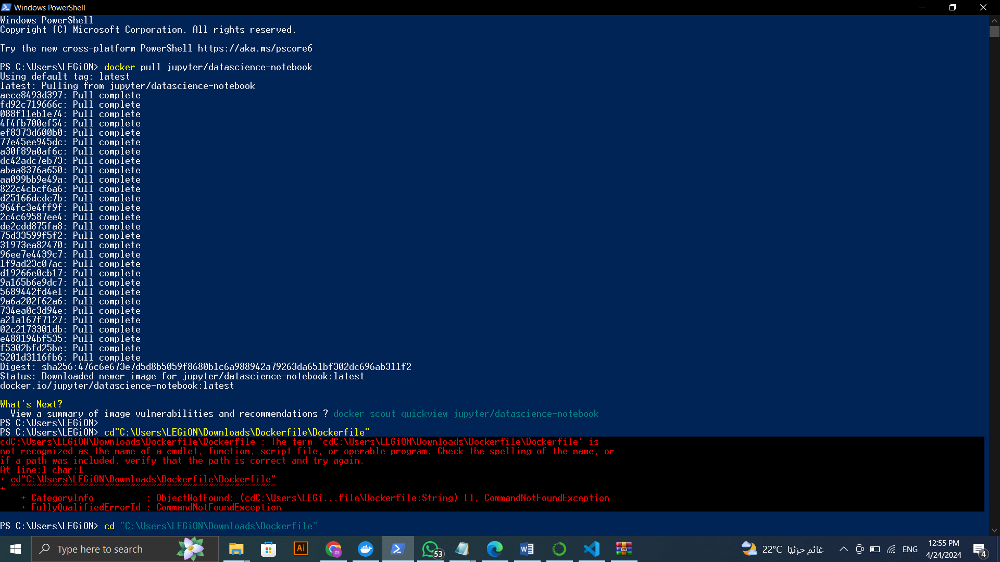 Windows PowerShell
Windows PowerShell
Copyright (C) Microsoft Corporation. All rights reserved.
Try the new cross-platform PowerShell https://aka.ms/pscore6
PS C:\Users\LEGiON> docker pull jupyter/datascience-notebook
Using default tag: latest
latest: Pulling from jupyter/datascience-notebook
aece8493d397: Pull complete
fd92c719666c: Pull complete
088f11eb1e74: Pull complete
4f4fb700ef54: Pull complete
ef8373d600b0: Pull complete
77e45ee945dc: Pull complete
a30f89a0af6c: Pull complete
dc42adc7eb73: Pull complete
abaa8376a650: Pull complete
aa099bb9e49a: Pull complete
822c4cbcf6a6: Pull complete
d25166dcdc7b: Pull complete
964fc3e4ff9f: Pull complete
2c4c69587ee4: Pull complete
de2cdd875fa8: Pull complete
75d33599f5f2: Pull complete
31973ea82470: Pull complete
96ee7e4439c7: Pull complete
1f9ad23c07ac: Pull complete
d19266e0cb17: Pull complete
9a165b6e9dc7: Pull complete
5689442fd4e1: Pull complete
9a6a202f62a6: Pull complete
734ea0c3d94e: Pull complete
a21a167f7127: Pull complete
02c2173301db: Pull complete
e488194bf535: Pull complete
f5302bfd25be: Pull complete
5201d3116fb6: Pull complete
Digest: sha256:476c6e673e7d5d8b5059f8680b1c6a988942a79263da651bf302dc696ab311f2
Status: Downloaded newer image for jupyter/datascience-notebook:latest
docker.io/jupyter/datascience-notebook:latest
What's Next?
View a summary of image vulnerabilities and recommendations ? docker scout quickview jupyter/datascience-notebook
PS C:\Users\LEGiON>
PS C:\Users\LEGiON> cd"C:\Users\LEGiON\Downloads\Dockerfile\Dockerfile"
cdC:\Users\LEGiON\Downloads\Dockerfile\Dockerfile : The term 'cdC:\Users\LEGiON\Downloads\Dockerfile\Dockerfile' is
not recognized as the name of a cmdlet, function, script file, or operable program. Check the spelling of the name, or
if a path was included, verify that the path is correct and try again.
At line:1 char:1
+ cd"C:\Users\LEGiON\Downloads\Dockerfile\Dockerfile"
+ ~~~~~~~~~~~~~~~~~~~~~~~~~~~~~~~~~~~~~~~~~~~~~~~~~~~
+ CategoryInfo : ObjectNotFound: (cdC:\Users\LEGi...file\Dockerfile:String) [], CommandNotFoundException
+ FullyQualifiedErrorId : CommandNotFoundException
PS C:\Users\LEGiON> cd "C:\Users\LEGiON\Downloads\Dockerfile"
Type here to search
Ai
53
22°C غائم جزئيًا
ENG
12:55 PM
4/24/2024
4